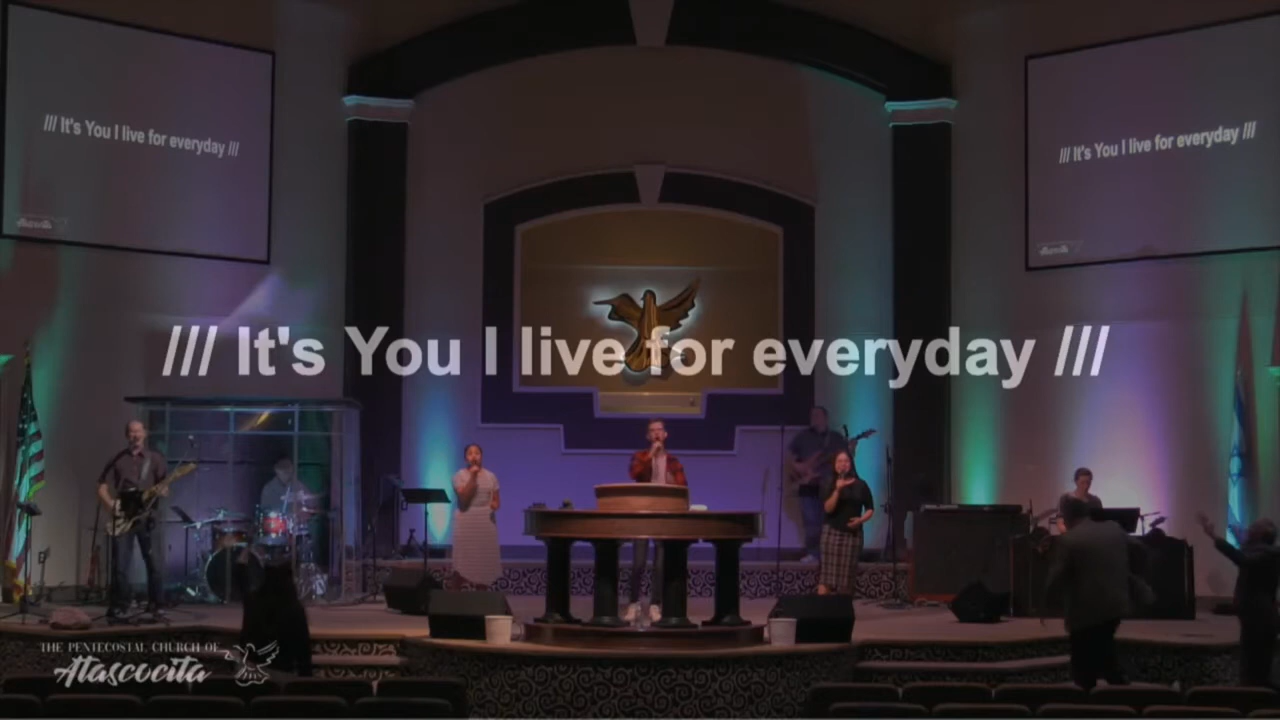 /// It's You I live for everyday ///
/// It's You I live for everyday ///
/// It's You I live for everyday ///
THE PENTECOSTAL CHURCH OF
Atascocita